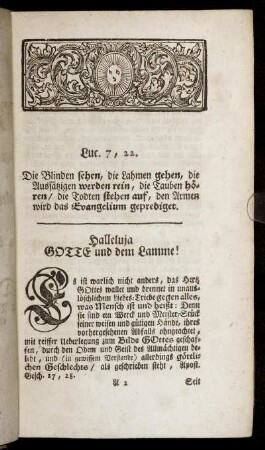 Luc. 7, 22.
Die Blinden sehen, die Lahmen gehen, die
Aussätzigen werden rein, die Tauben hö-
ren/ die Todten stehen auf, den Armen
wird das Evangelium geprediget.
Halleluja
GOTTE und dem Lamme!
Es ist warlich nicht anders, das Hertz
GOttes wallet und brennet in unaus-
löschlichem Liebes-Triebe gegen alles,
was Mensch ist und heißt: Denn
sie sind ein Werck und Meister-Stück
seiner weisen und gütigen Hände, ihres
vorhergesehenen Abfalls ohngeachtet,
mit reiffer Ueberlegung zum Bilde GOttes geschaf-
fen, durch den Odem und Geist des Allmächtigen be-
lebt, und (in gewissem Verstande) allerdings göttli-
chen Geschlechts/ als geschrieben steht, Apost.
Gesch. 17, 28.
A 2 Seit